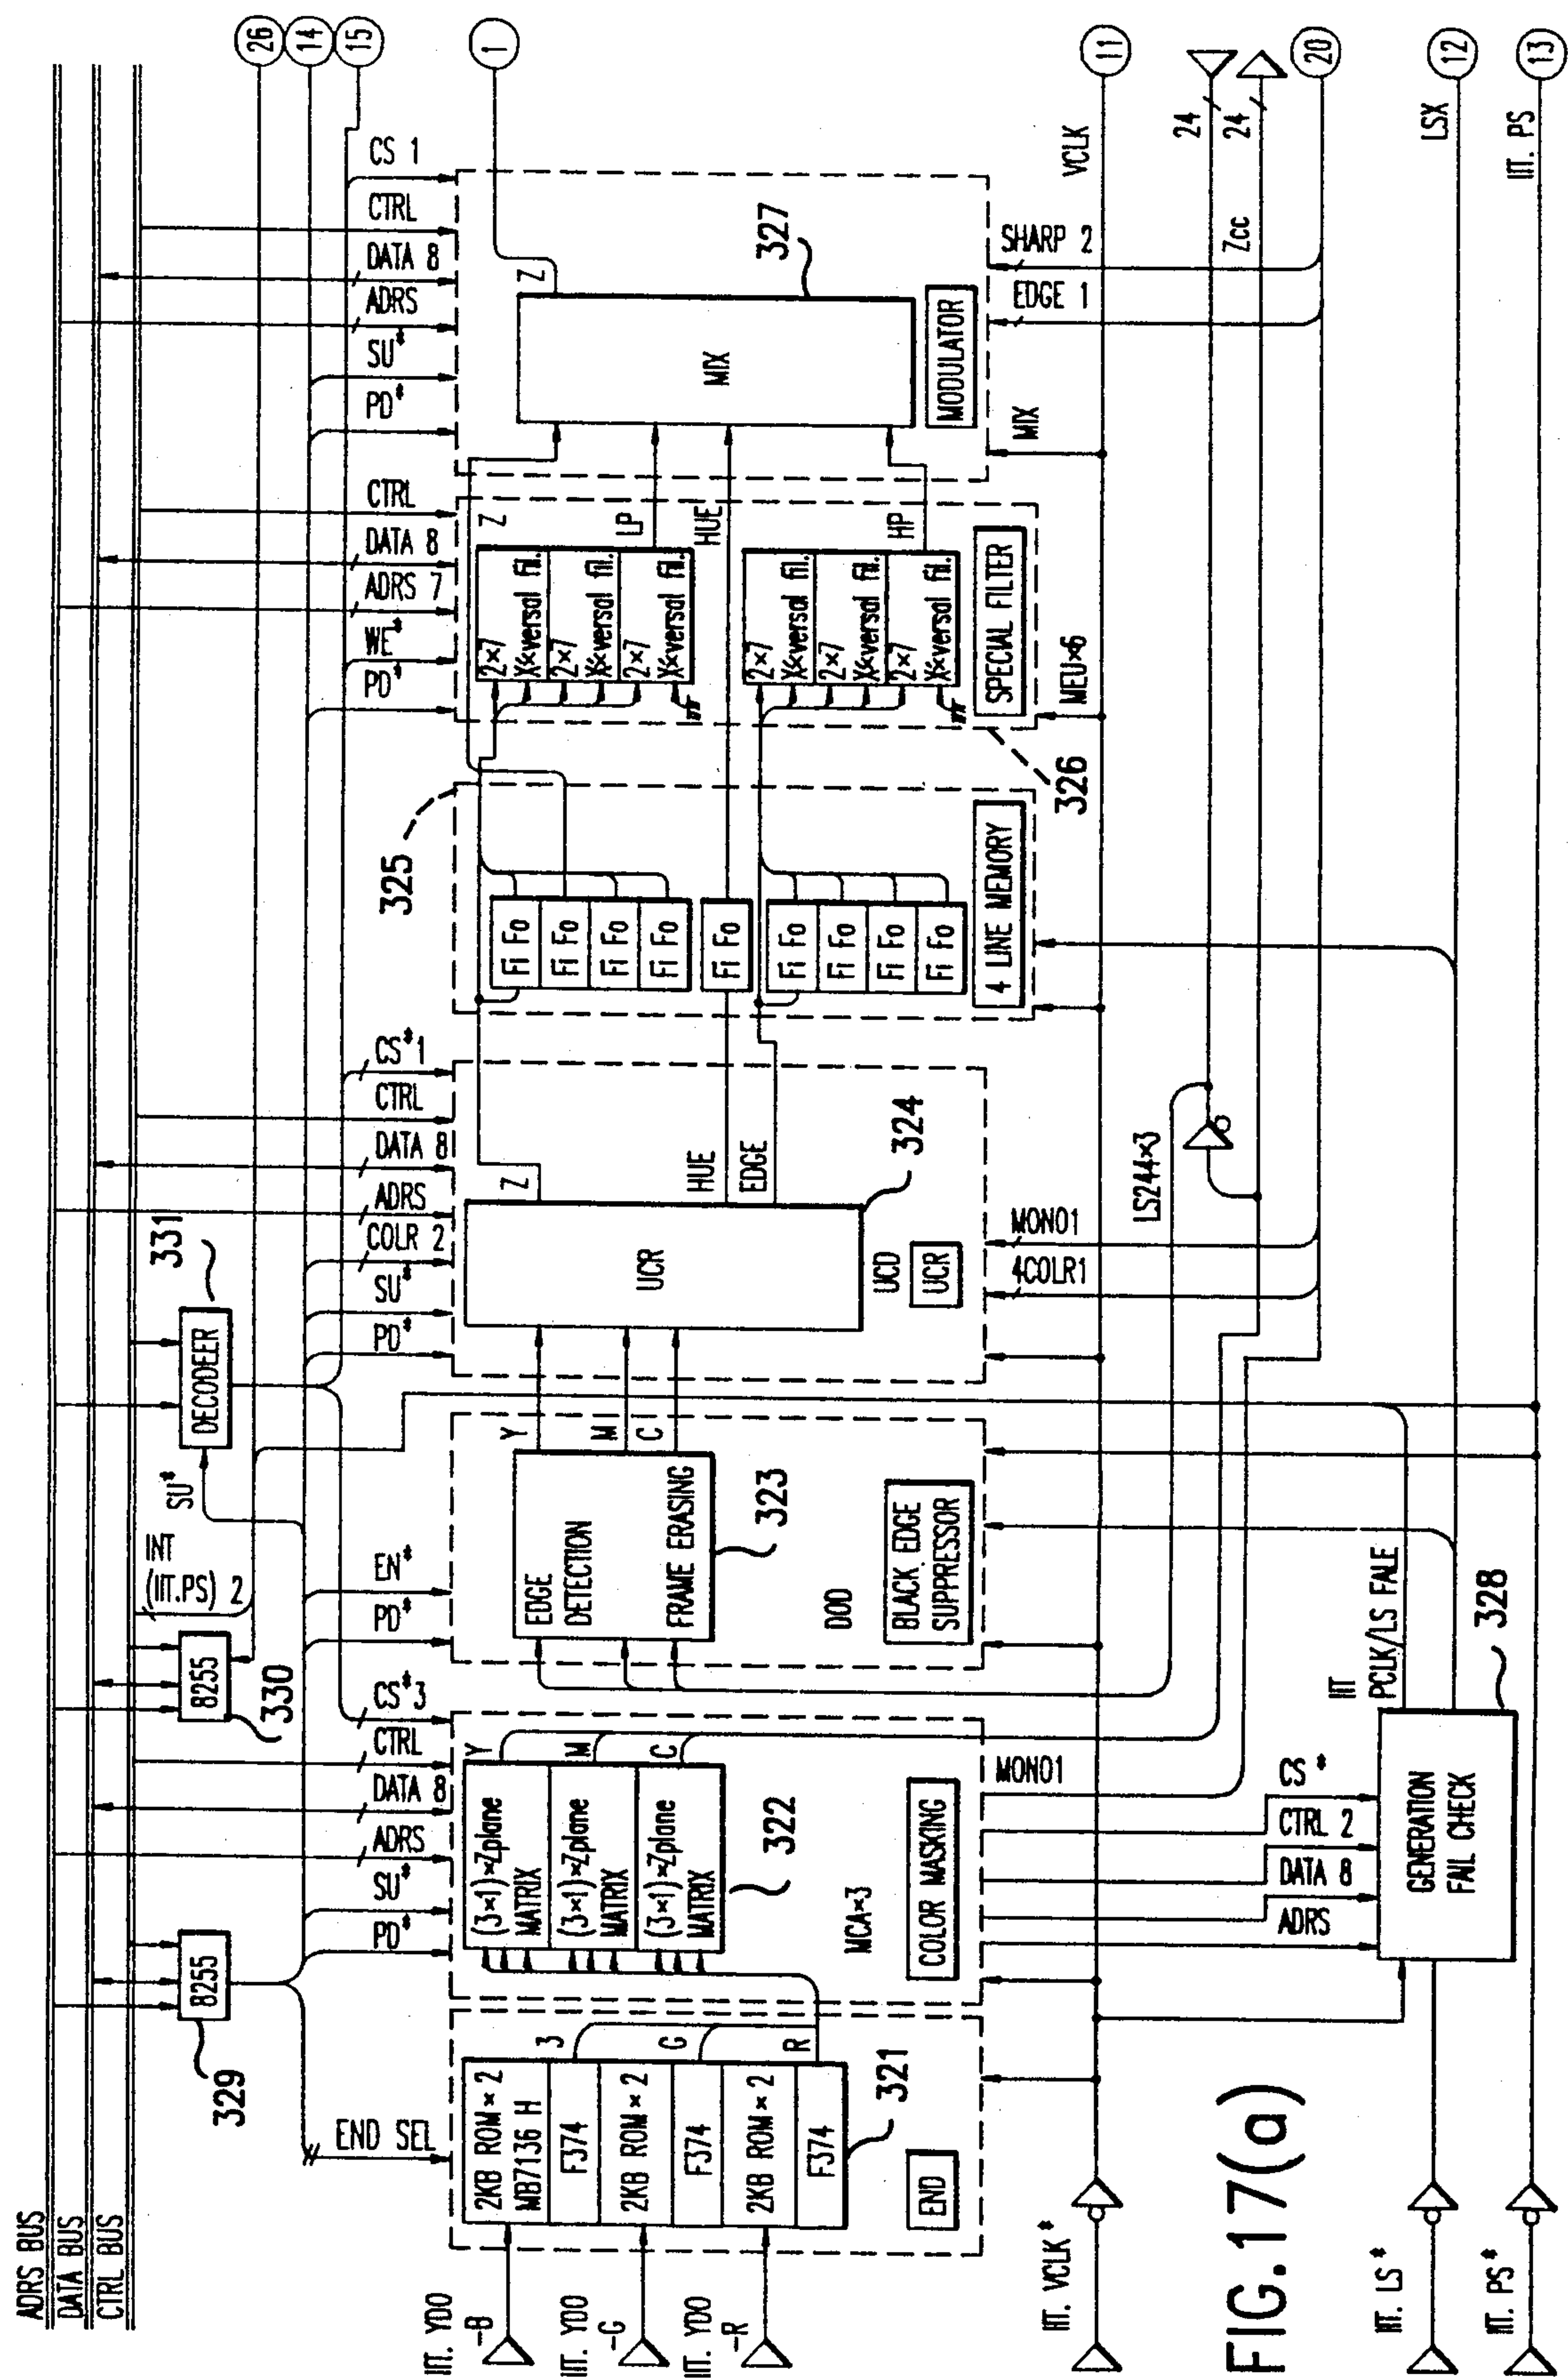 ADRS BUS
DATA BUS
CTRL BUS
26
14
15
1
11
24
24
20
12
13
329
8255
330
8255
INT
(IIT.PS) 2
SU*
331
DECODEER
END SEL
PD*
SU*
ADRS
DATA 8
CTRL
CS*3
PD*
EN*
PD*
SU*
COLR 2
ADRS
DATA 8
CTRL
CS*1
PD*
WE*
ADRS 7
DATA 8
CTRL
PD*
SU*
ADRS
DATA 8
CTRL
CS 1
IIT. YDO
-B
IIT. YDO
-G
IIT. YDO
-R
2KB ROM × 2
MB7136 H
F374
2KB ROM × 2
F374
2KB ROM × 2
F374
3
G
R
321
END
(3×1)×Zplane
MATRIX
(3×1)×Zplane
MATRIX
(3×1)×Zplane
MATRIX
Y
M
C
322
MCA×3
COLOR MASKING
EDGE
DETECTION
FRAME ERASING
Y
M
C
323
DOD
BLACK EDGE
SUPPRESSOR
UCR
Z
HUE
EDGE
324
UCD
UCR
325
Fi Fo
Fi Fo
Fi Fo
Fi Fo
Fi Fo
Fi Fo
Fi Fo
Fi Fo
Fi Fo
4 LINE MEMORY
Z
2×7
X×versal fil.
2×7
X×versal fil.
2×7
X×versal fil.
LP
HUE
2×7
X×versal fil.
2×7
X×versal fil.
2×7
X×versal fil.
HP
SPECIAL FILTER
326
MEU×6
MIX
Z
327
MODULATOR
MIX
EDGE 1
SHARP 2
MONO1
4COLR1
MONO1
IIT. VCLK*
VCLK
LS244×3
Zcc
CS *
CTRL 2
DATA 8
ADRS
GENERATION
FAIL CHECK
328
IIT
PCLK/LS FALE
IIT. LS*
LSX
IIT. PS*
IIT. PS
FIG.17(a)